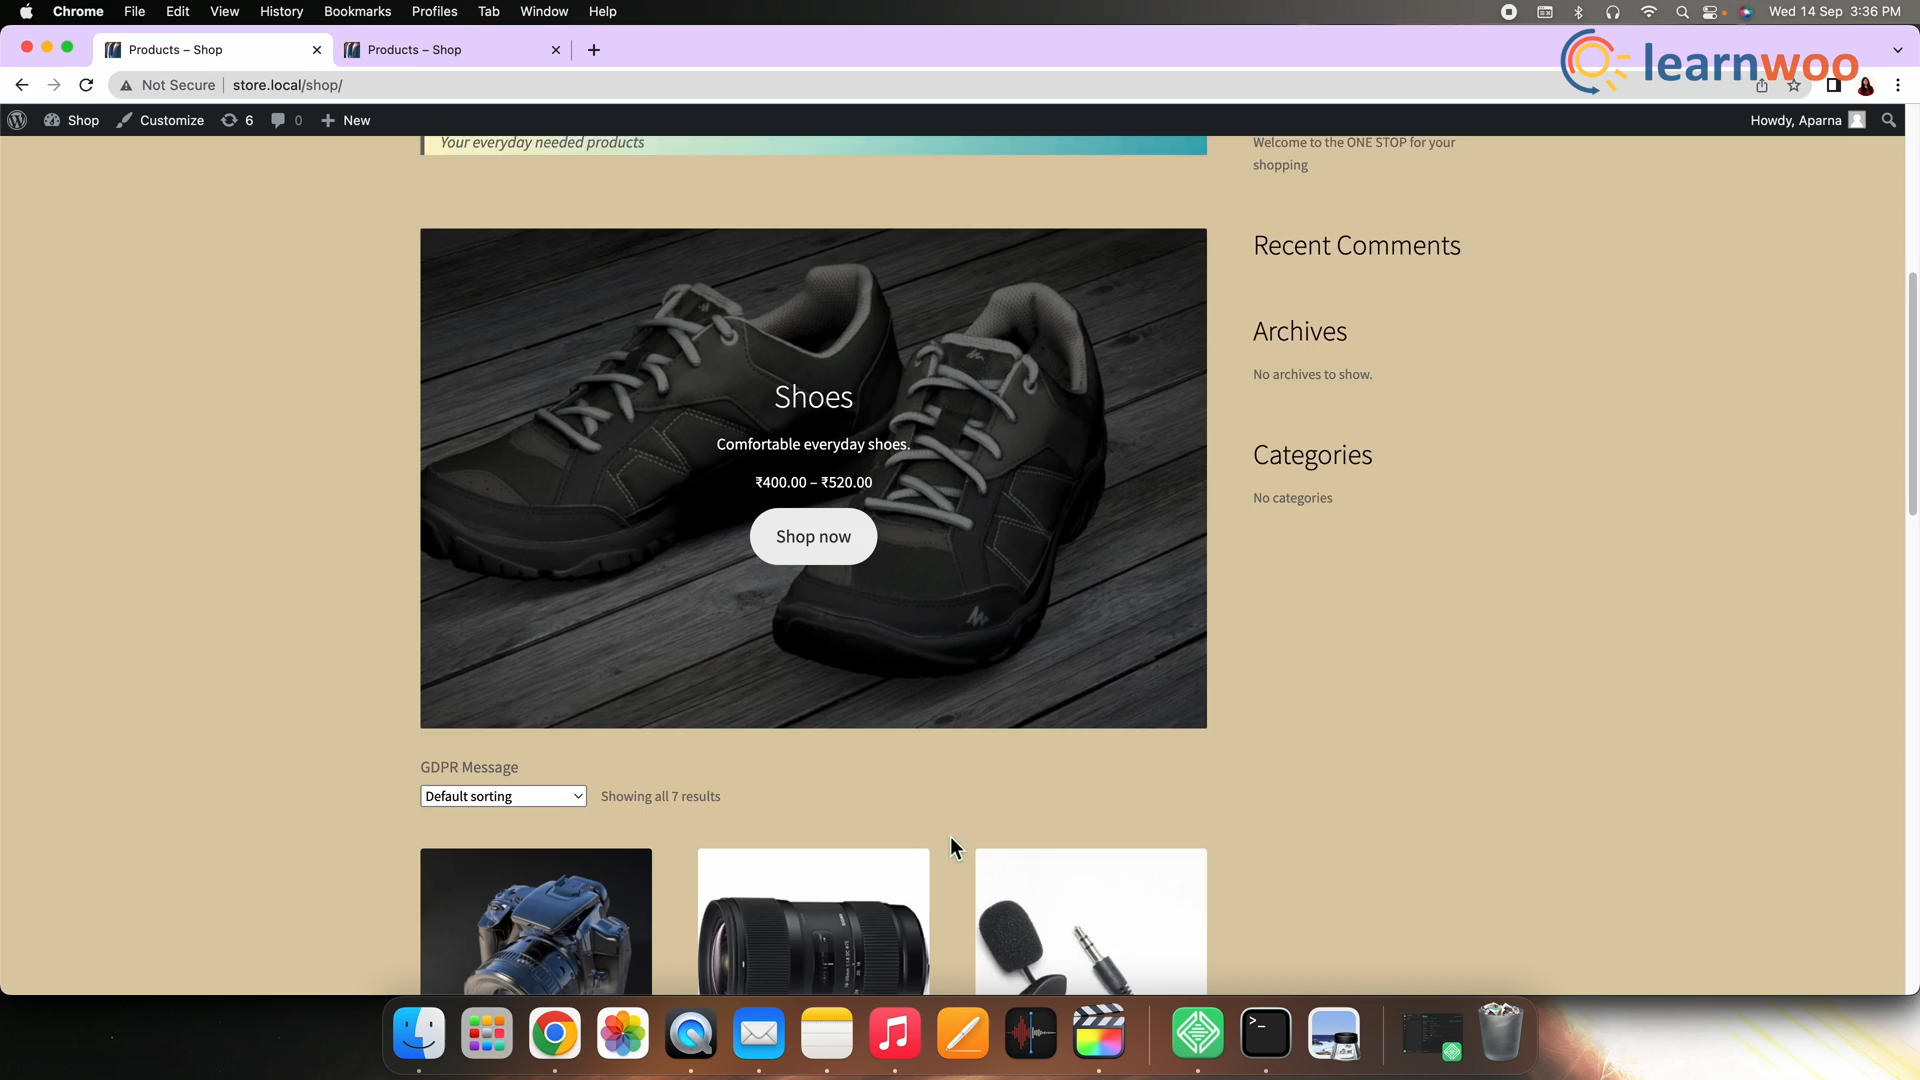 Chrome File Edit View History Bookmarks Profiles Tab Window Help Wed 14 Sep 3:36 PM
Products – Shop Products – Shop
learnwoo
Not Secure store.local/shop/
Shop Customize 6 0 New Howdy, Aparna
Your everyday needed products
Welcome to the ONE STOP for your
shopping
Recent Comments
Archives
No archives to show.
Categories
No categories
Shoes
Comfortable everyday shoes.
₹400.00 – ₹520.00
Shop now
GDPR Message
Default sorting Showing all 7 results